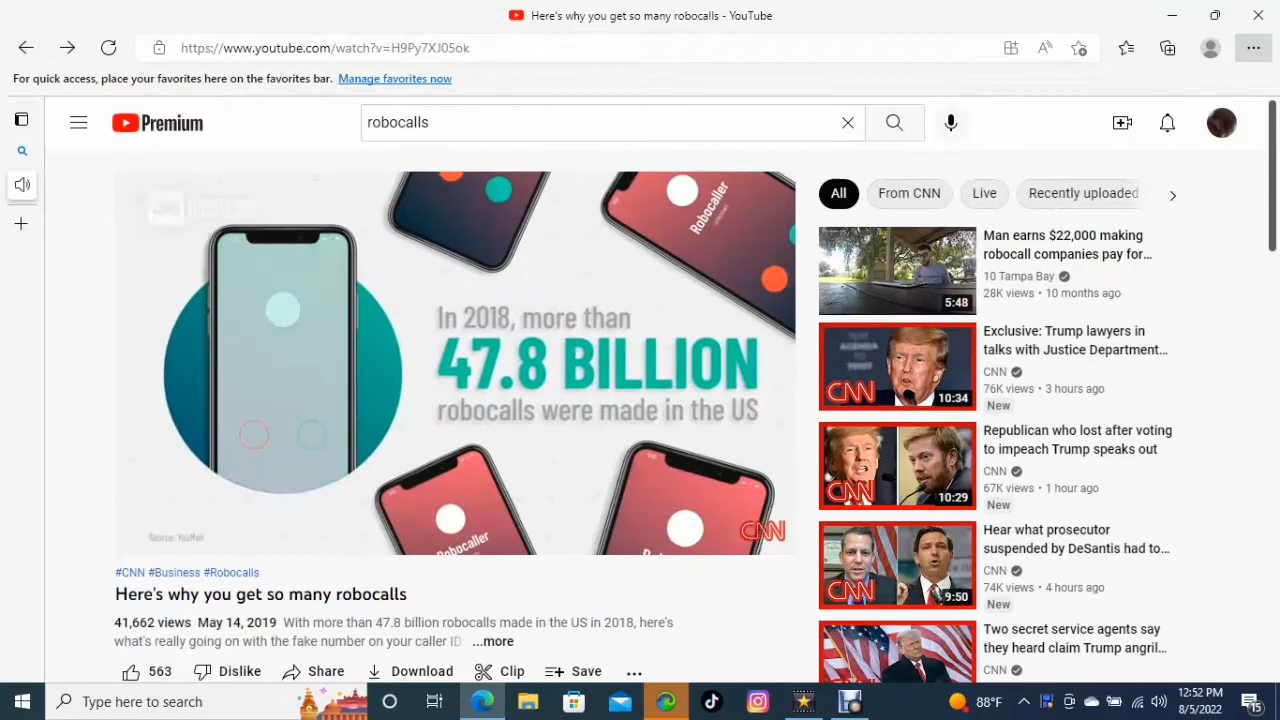 Here's why you get so many robocalls - YouTube
https://www.youtube.com/watch?v=H9Py7XJ05ok
For quick access, place your favorites here on the favorites bar. Manage favorites now
Premium
robocalls
All
From CNN
Live
Recently uploaded
Robocaller
In 2018, more than
47.8 BILLION
robocalls were made in the US
Robocaller
Source: YouMail
CNN
#CNN #Business #Robocalls
Here's why you get so many robocalls
41,662 views May 14, 2019 With more than 47.8 billion robocalls made in the US in 2018, here's
what's really going on with the fake number on your caller ID ...more
563 Dislike Share Download Clip Save
5:48
Man earns $22,000 making
robocall companies pay for...
10 Tampa Bay
28K views • 10 months ago
CNN
10:34
Exclusive: Trump lawyers in
talks with Justice Department...
CNN
76K views • 3 hours ago
New
CNN
10:29
Republican who lost after voting
to impeach Trump speaks out
CNN
67K views • 1 hour ago
New
CNN
9:50
Hear what prosecutor
suspended by DeSantis had to...
CNN
74K views • 4 hours ago
New
Two secret service agents say
they heard claim Trump angril...
CNN
Type here to search
88°F
12:52 PM
8/5/2022
15